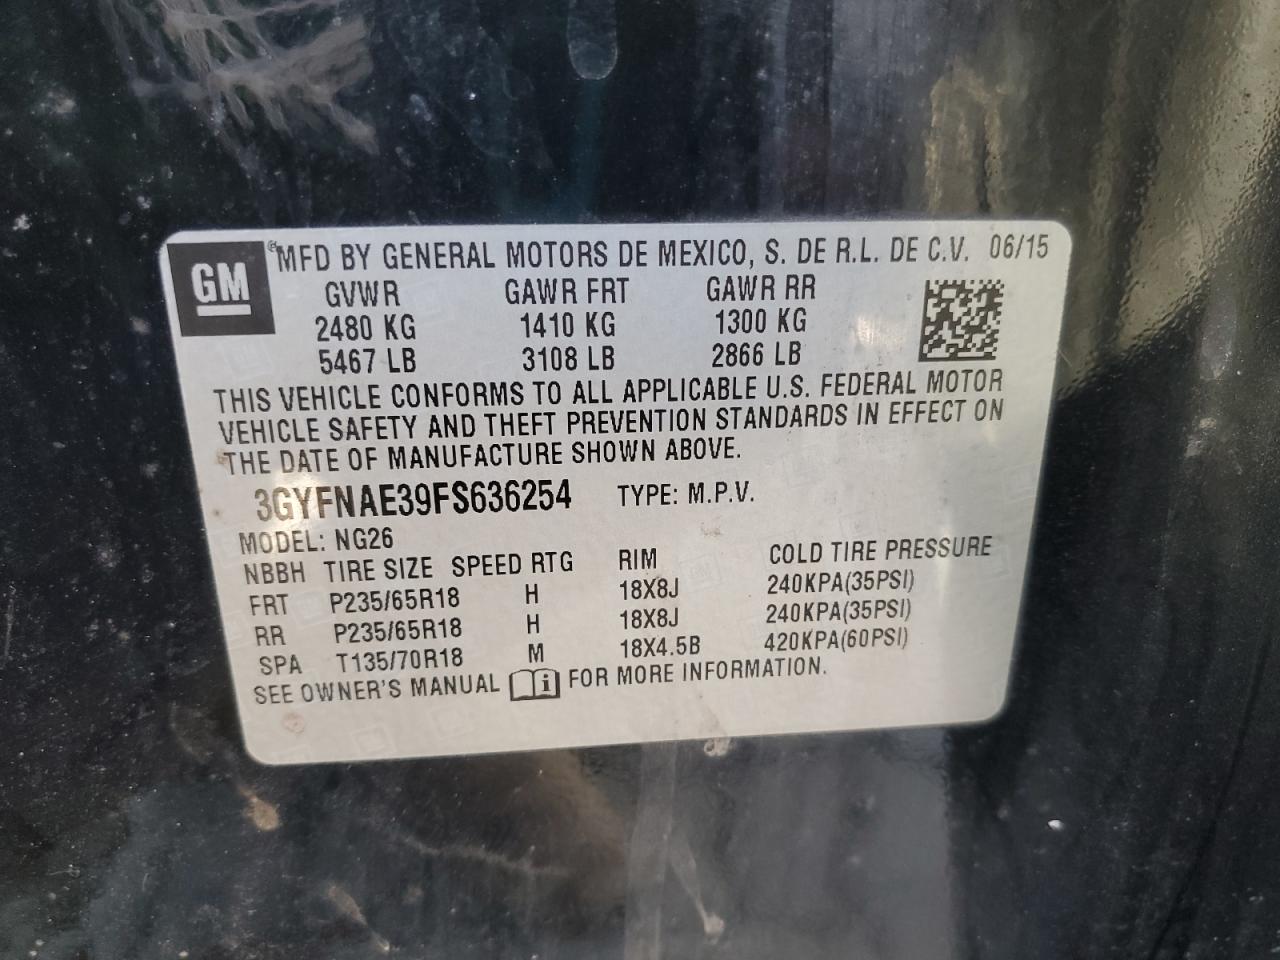 GM
® MFD BY GENERAL MOTORS DE MEXICO, S. DE R.L. DE C.V. 06/15
GVWR GAWR FRT GAWR RR
2480 KG 1410 KG 1300 KG
5467 LB 3108 LB 2866 LB
THIS VEHICLE CONFORMS TO ALL APPLICABLE U.S. FEDERAL MOTOR
VEHICLE SAFETY AND THEFT PREVENTION STANDARDS IN EFFECT ON
THE DATE OF MANUFACTURE SHOWN ABOVE.
3GYFNAE39FS636254 TYPE: M.P.V.
MODEL: NG26
NBBH TIRE SIZE SPEED RTG RIM COLD TIRE PRESSURE
FRT P235/65R18 H 18X8J 240KPA(35PSI)
RR P235/65R18 H 18X8J 240KPA(35PSI)
SPA T135/70R18 M 18X4.5B 420KPA(60PSI)
SEE OWNER'S MANUAL i FOR MORE INFORMATION.